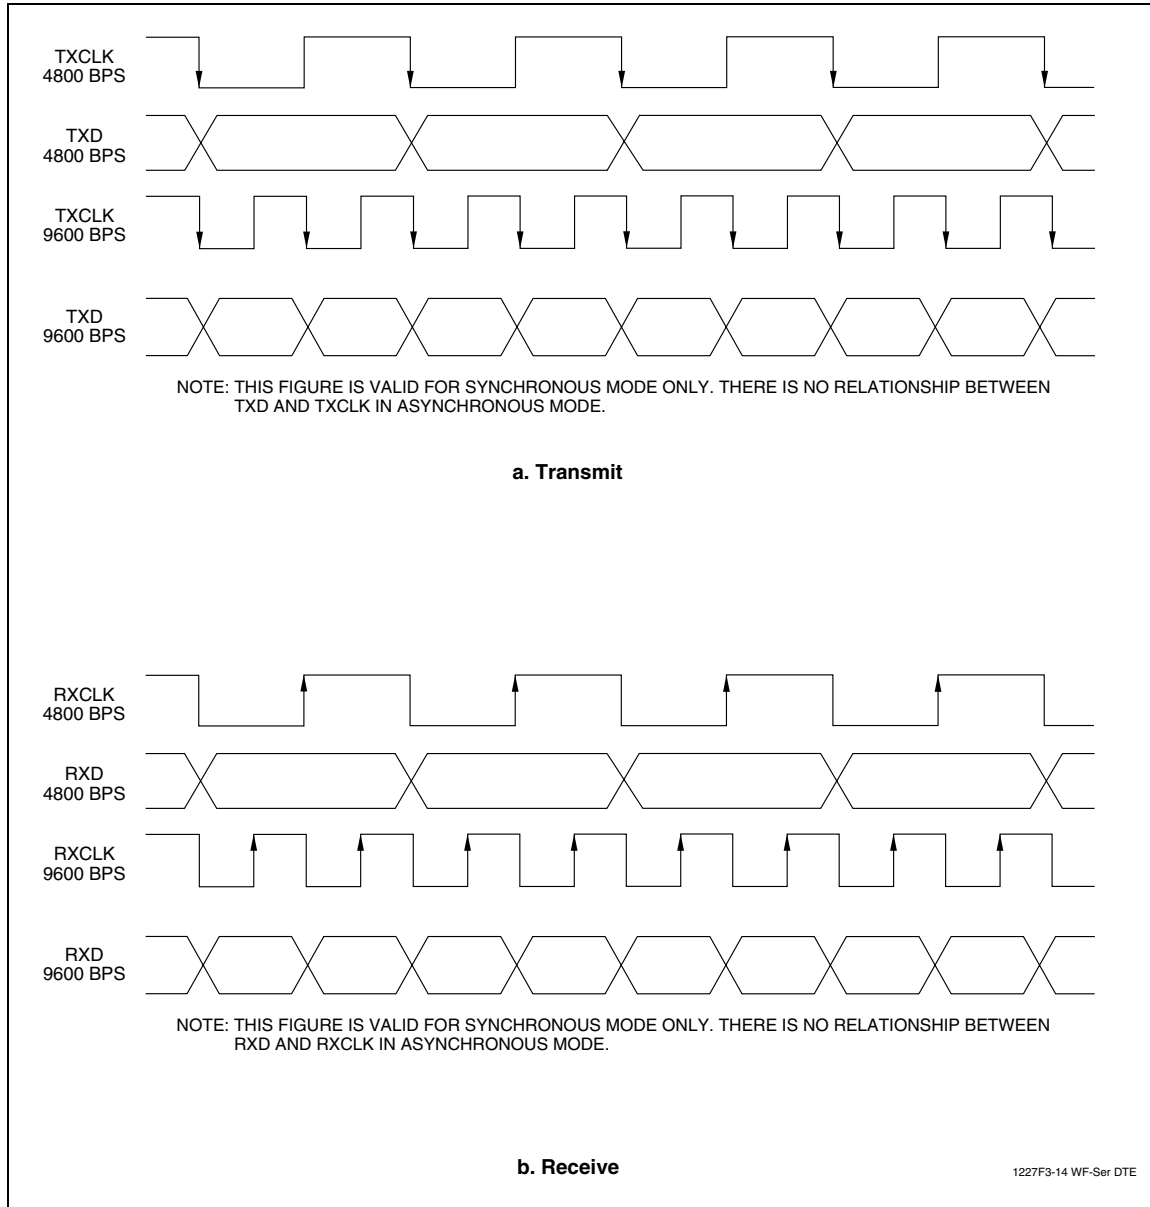 TXCLK
4800 BPS
TXD
4800 BPS
TXCLK
9600 BPS
TXD
9600 BPS
NOTE: THIS FIGURE IS VALID FOR SYNCHRONOUS MODE ONLY. THERE IS NO RELATIONSHIP BETWEEN
TXD AND TXCLK IN ASYNCHRONOUS MODE.
a. Transmit
RXCLK
4800 BPS
RXD
4800 BPS
RXCLK
9600 BPS
RXD
9600 BPS
NOTE: THIS FIGURE IS VALID FOR SYNCHRONOUS MODE ONLY. THERE IS NO RELATIONSHIP BETWEEN
RXD AND RXCLK IN ASYNCHRONOUS MODE.
b. Receive
1227F3-14 WF-Ser DTE